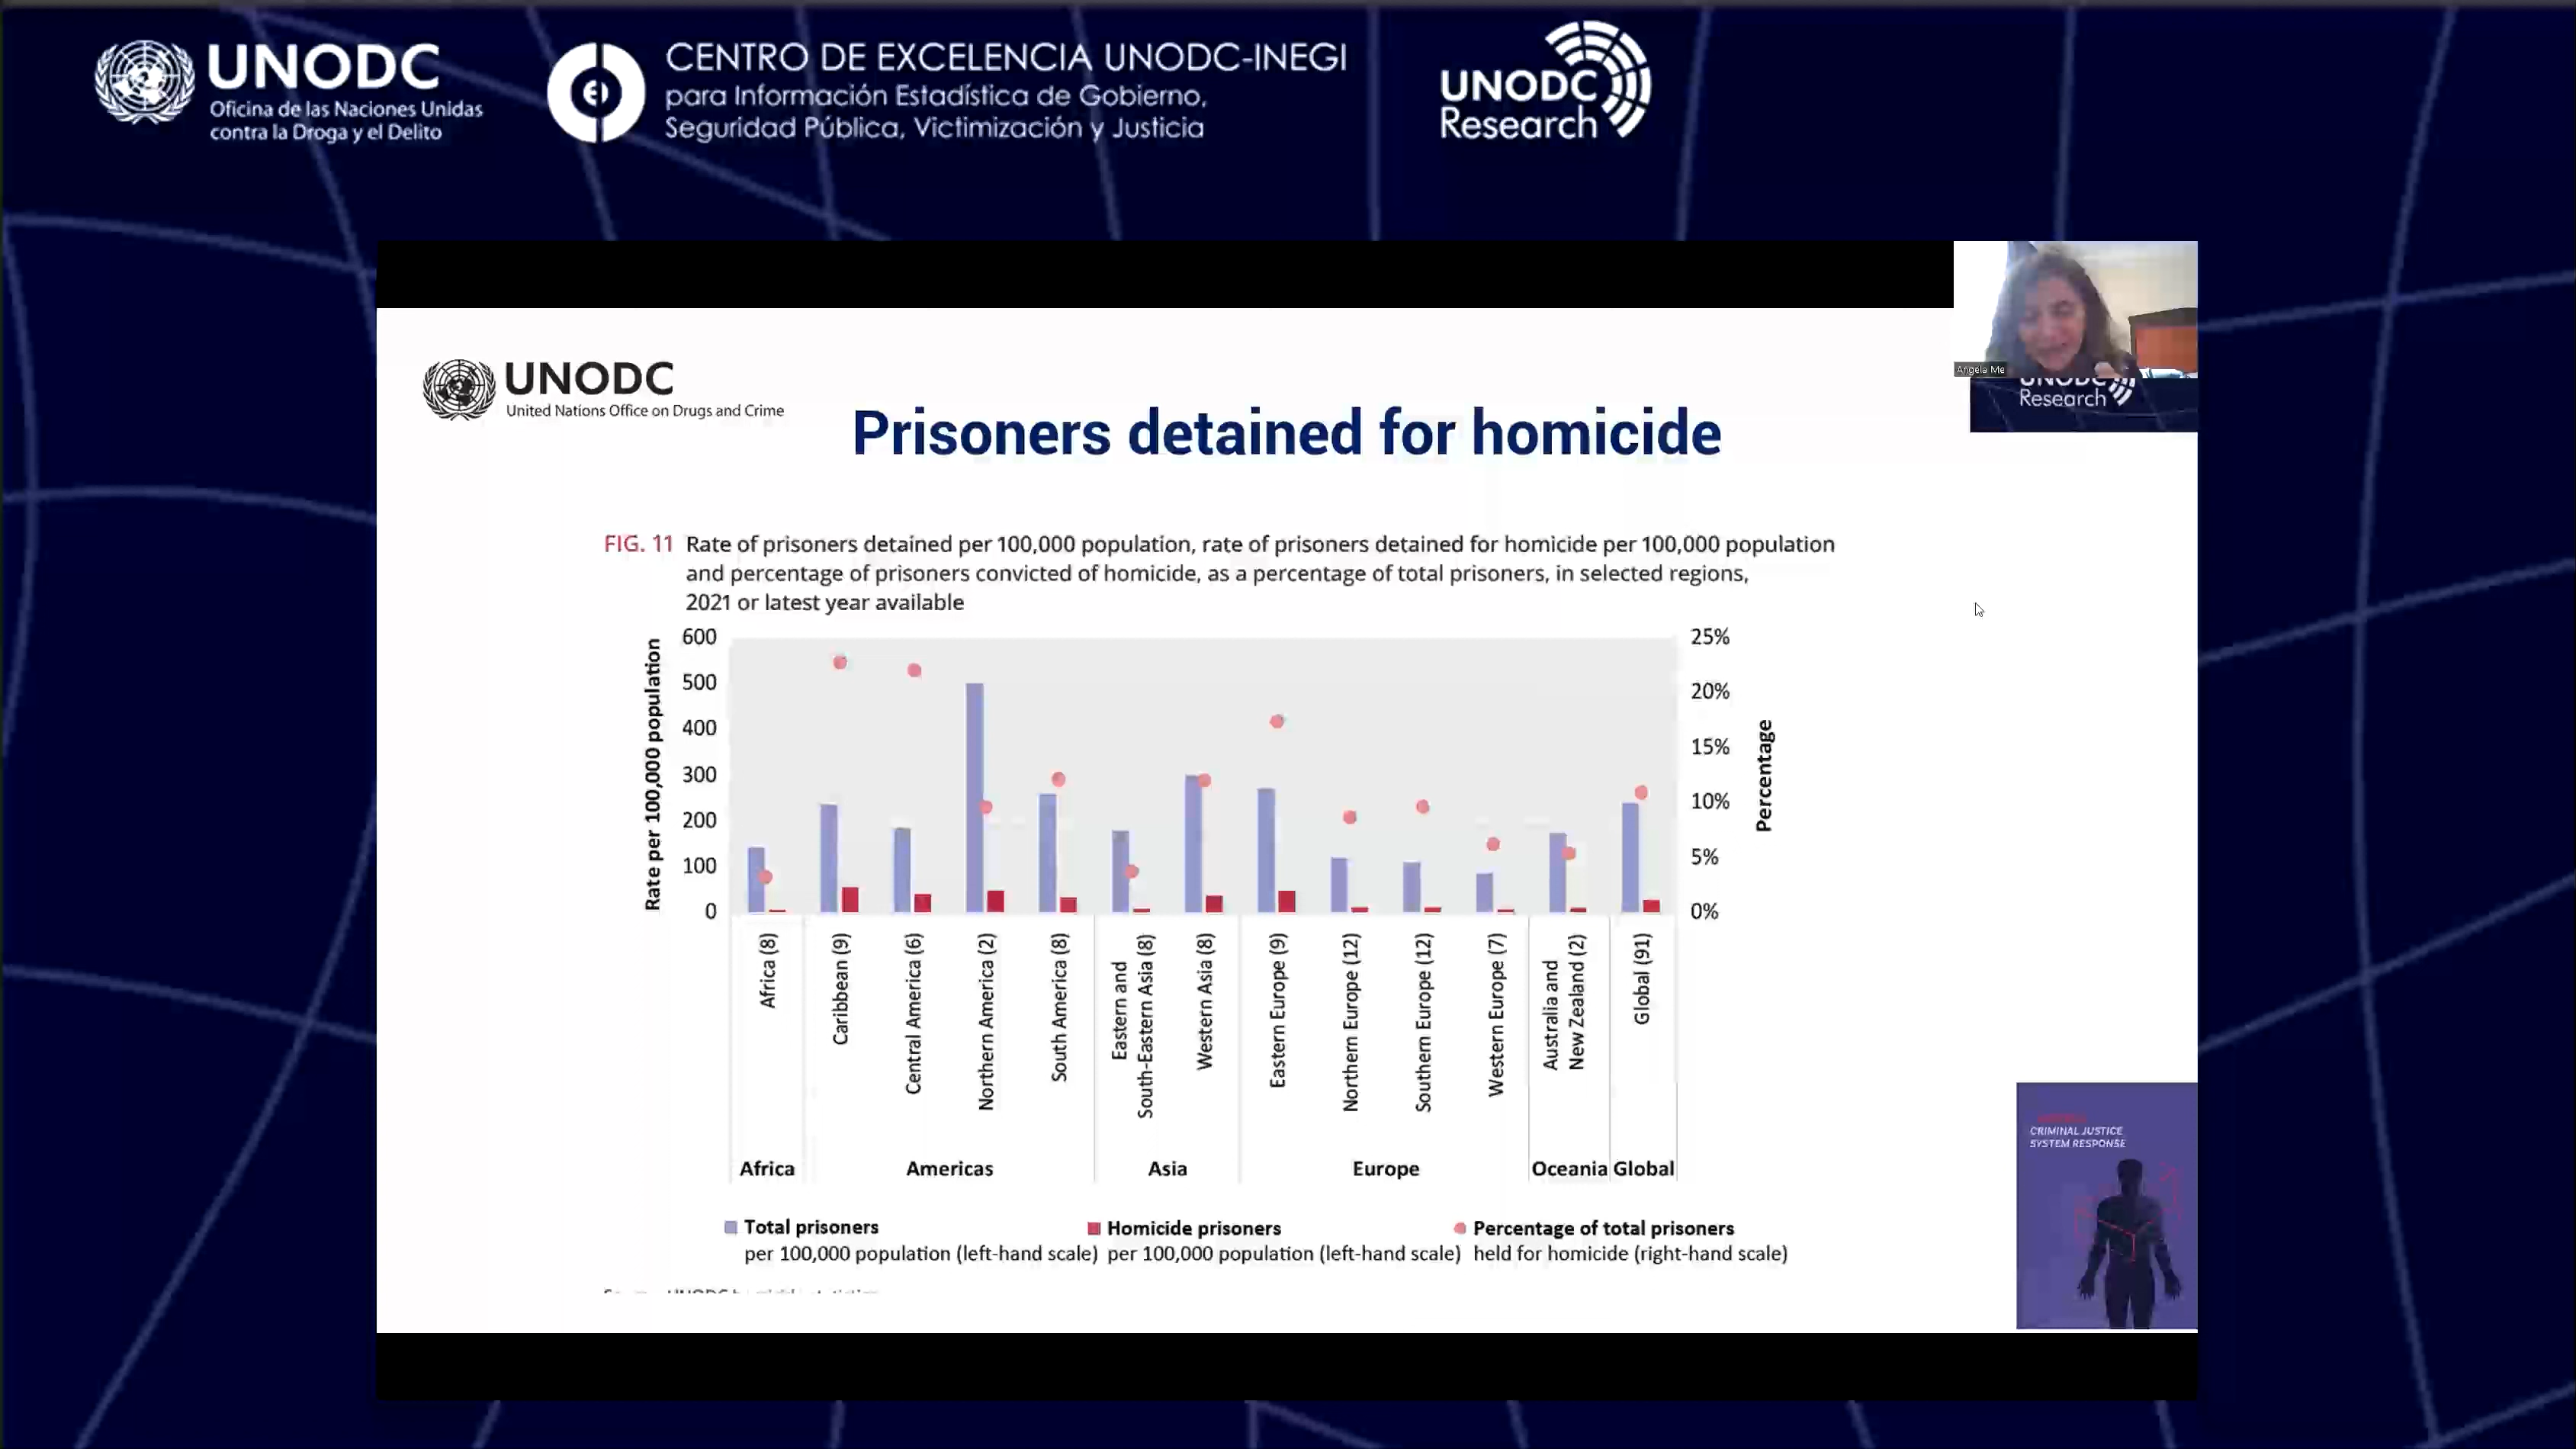 UNODC
Oficina de las Naciones Unidas
contra la Droga y el Delito
CENTRO DE EXCELENCIA UNODC-INEGI
para Información Estadística de Gobierno,
Seguridad Pública, Victimización y Justicia
UNODC
Research
Angela Me
UNODC
Research
UNODC
United Nations Office on Drugs and Crime
Prisoners detained for homicide
FIG. 11 Rate of prisoners detained per 100,000 population, rate of prisoners detained for homicide per 100,000 population
and percentage of prisoners convicted of homicide, as a percentage of total prisoners, in selected regions,
2021 or latest year available
Rate per 100,000 population
600
500
400
300
200
100
0
25%
20%
15%
10%
5%
0%
Percentage
Africa (8)
Caribbean (9)
Central America (6)
Northern America (2)
South America (8)
Eastern and
South-Eastern Asia (8)
Western Asia (8)
Eastern Europe (9)
Northern Europe (12)
Southern Europe (12)
Western Europe (7)
Australia and
New Zealand (2)
Global (91)
Africa Americas Asia Europe Oceania Global
Total prisoners
per 100,000 population (left-hand scale)
Homicide prisoners
per 100,000 population (left-hand scale)
Percentage of total prisoners
held for homicide (right-hand scale)
CRIMINAL JUSTICE
SYSTEM RESPONSE